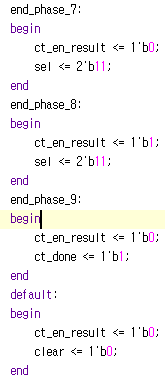 end_phase_7:
begin
ct_en_result <= 1'b0;
sel <= 2'b11;
end
end_phase_8:
begin
ct_en_result <= 1'b1;
sel <= 2'b11;
end
end_phase_9:
begin
ct_en_result <= 1'b0;
ct_done <= 1'b1;
end
default:
begin
ct_en_result <= 1'b0;
clear <= 1'b0;
end